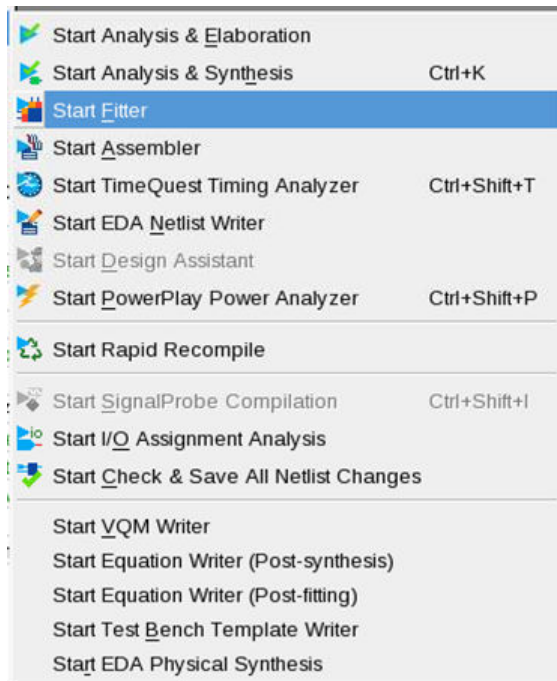 Start Analysis & Elaboration
Start Analysis & Synthesis Ctrl+K
Start Fitter
Start Assembler
Start TimeQuest Timing Analyzer Ctrl+Shift+T
Start EDA Netlist Writer
Start Design Assistant
Start PowerPlay Power Analyzer Ctrl+Shift+P
Start Rapid Recompile
Start SignalProbe Compilation Ctrl+Shift+I
io Start I/O Assignment Analysis
Start Check & Save All Netlist Changes
Start VQM Writer
Start Equation Writer (Post-synthesis)
Start Equation Writer (Post-fitting)
Start Test Bench Template Writer
Start EDA Physical Synthesis